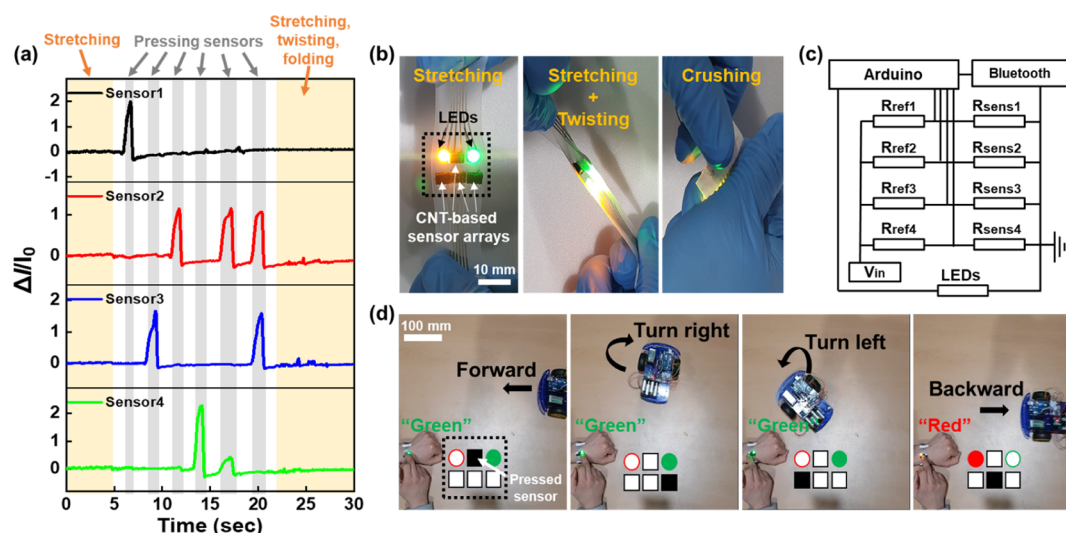 (a)
Stretching
Pressing sensors
Stretching,
twisting,
folding
ΔI/I0
2
1
0
-1
Sensor1
1
0
Sensor2
2
1
0
Sensor3
2
1
0
Sensor4
0 5 10 15 20 25 30
Time (sec)
(b)
Stretching
LEDs
CNT-based
sensor arrays
10 mm
Stretching
+
Twisting
Crushing
(c)
Arduino
Bluetooth
Rref1 Rsens1
Rref2 Rsens2
Rref3 Rsens3
Rref4 Rsens4
Vin
LEDs
(d)
100 mm
Forward
"Green"
Pressed
sensor
Turn right
"Green"
Turn left
"Green"
Backward
"Red"